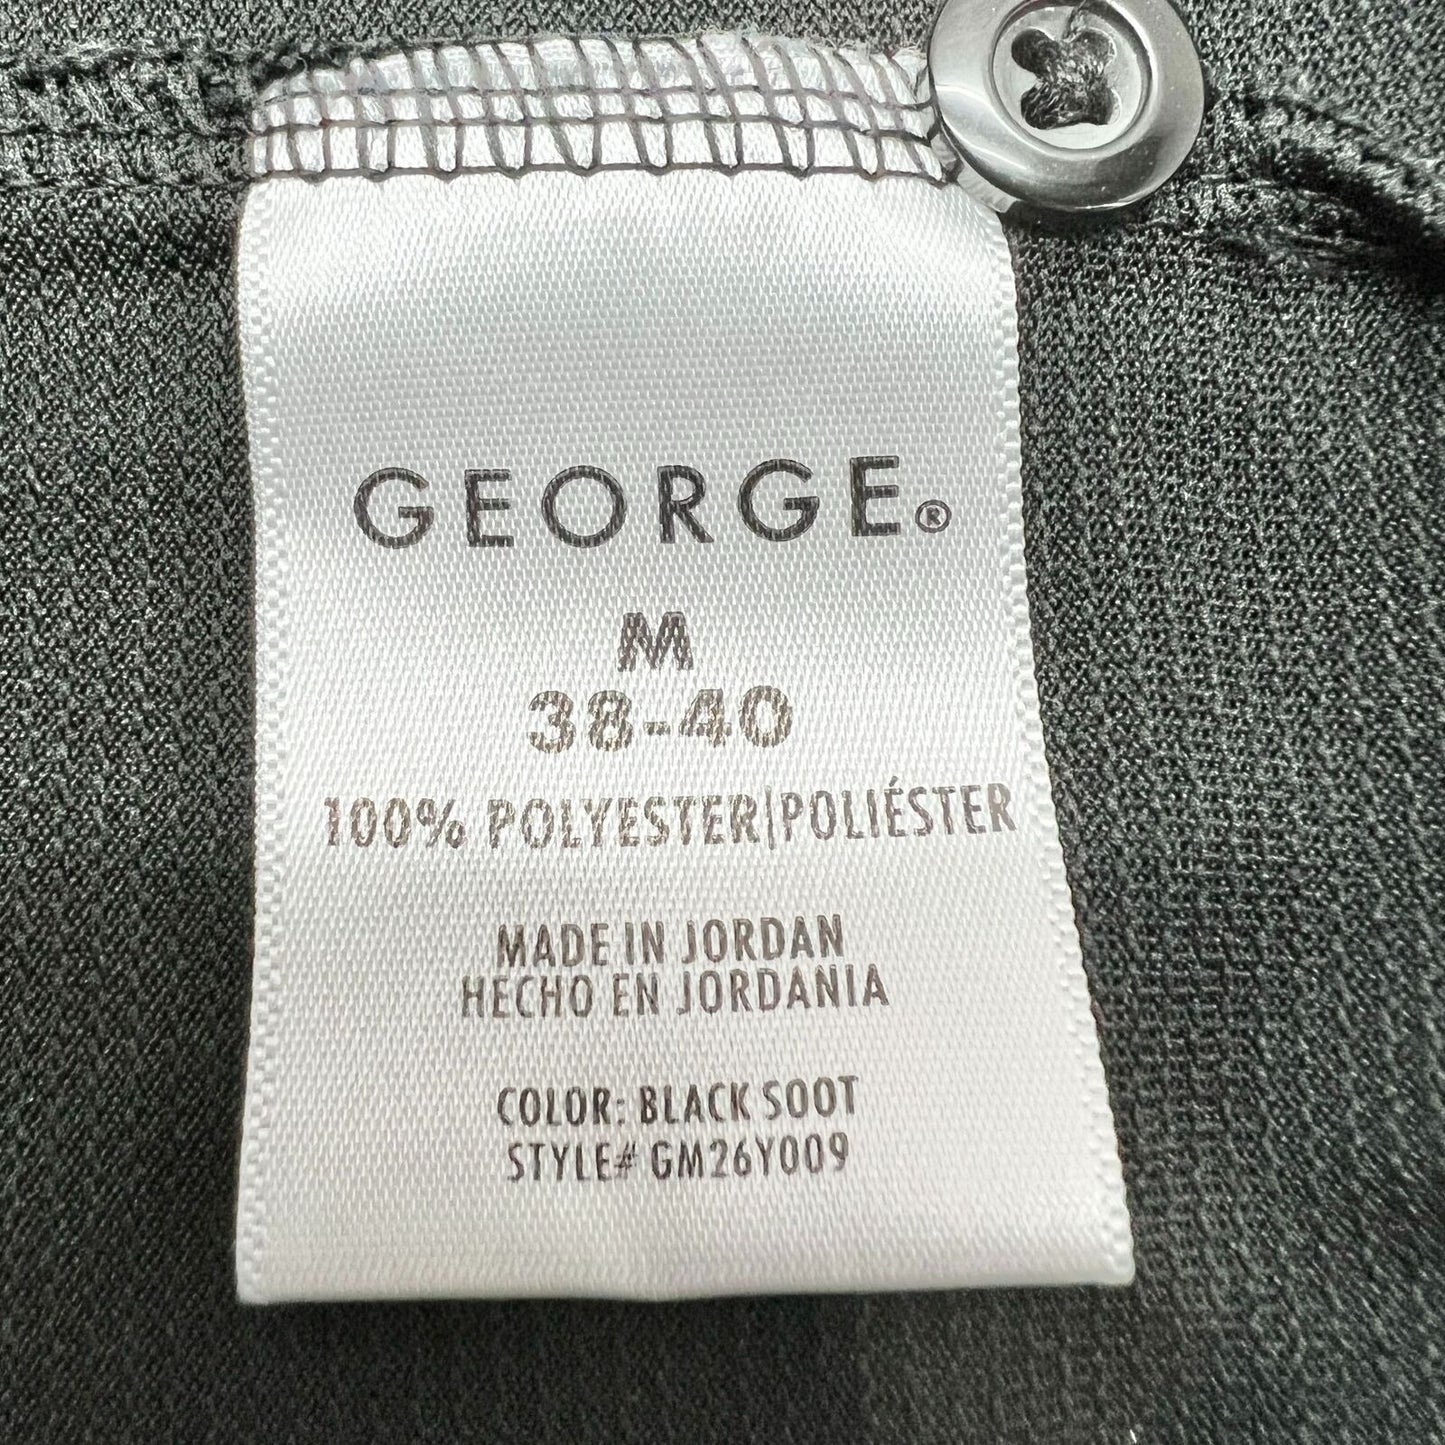 GEORGE®
M
38-40
100% POLYESTER|POLIÉSTER
MADE IN JORDAN
HECHO EN JORDANIA
COLOR: BLACK SOOT
STYLE# GM26Y009